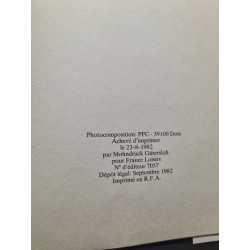 Photocomposition: PFC - 39100 Dole
Achevé d'imprimer
le 23-8-1982
par Mohndruck Gütersloh
pour France Loisirs
N° d'éditeur 7057
Dépôt légal: Septembre 1982
Imprimé en R.F.A.